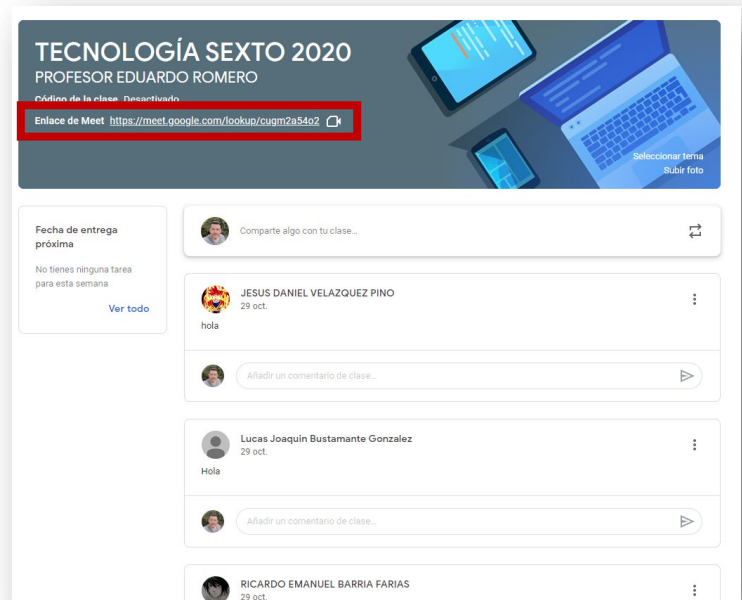 TECNOLOGÍA SEXTO 2020
PROFESOR EDUARDO ROMERO
Código de la clase Desactivado
Enlace de Meet https://meet.google.com/lookup/cugm2a54o2
Seleccionar tema
Subir foto
Fecha de entrega
próxima
No tienes ninguna tarea
para esta semana
Ver todo
Comparte algo con tu clase...
JESUS DANIEL VELAZQUEZ PINO
29 oct.
hola
Añadir un comentario de clase...
Lucas Joaquin Bustamante Gonzalez
29 oct.
Hola
Añadir un comentario de clase...
RICARDO EMANUEL BARRIA FARIAS
29 oct.